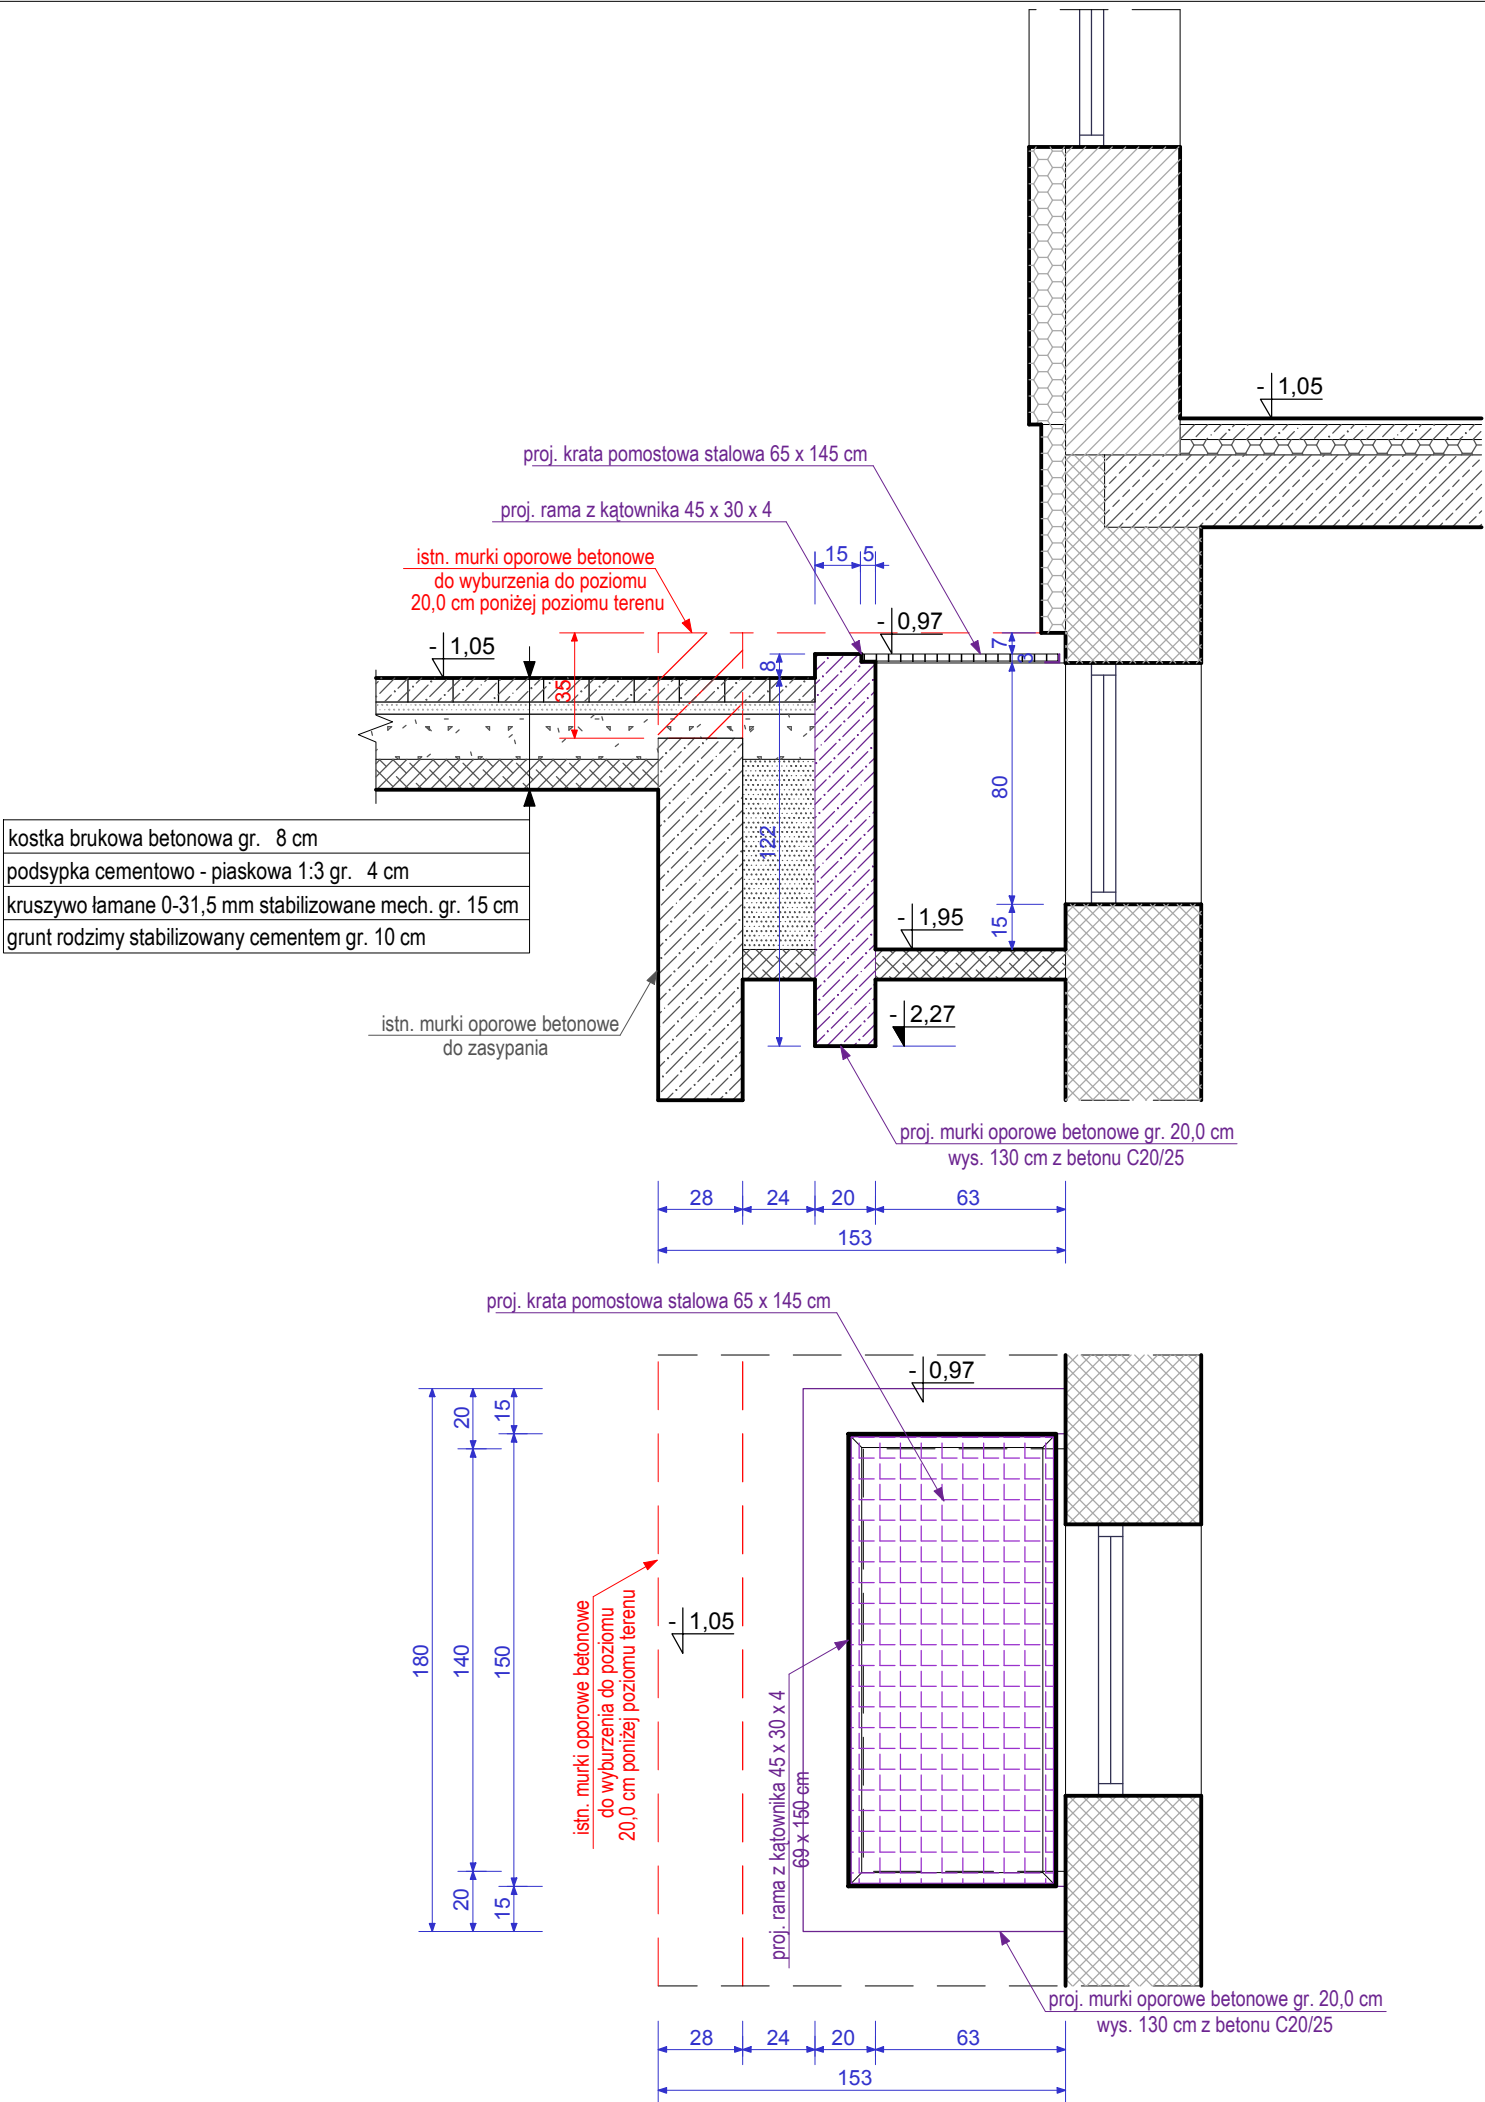 - 1,05
proj. krata pomostowa stalowa 65 x 145 cm
proj. rama z kątownika 45 x 30 x 4
istn. murki oporowe betonowe
do wyburzenia do poziomu
20,0 cm poniżej poziomu terenu
15 5
- 0,97
- 1,05
7
3
8
35
80
122
kostka brukowa betonowa gr. 8 cm
podsypka cementowo - piaskowa 1:3 gr. 4 cm
kruszywo łamane 0-31,5 mm stabilizowane mech. gr. 15 cm
grunt rodzimy stabilizowany cementem gr. 10 cm
- 1,95
15
- 2,27
istn. murki oporowe betonowe
do zasypania
proj. murki oporowe betonowe gr. 20,0 cm
wys. 130 cm z betonu C20/25
28 24 20 63
153
proj. krata pomostowa stalowa 65 x 145 cm
- 0,97
20
15
180
140
150
20
15
istn. murki oporowe betonowe
do wyburzenia do poziomu
20,0 cm poniżej poziomu terenu
- 1,05
proj. rama z kątownika 45 x 30 x 4
69 x 150 cm
proj. murki oporowe betonowe gr. 20,0 cm
wys. 130 cm z betonu C20/25
28 24 20 63
153